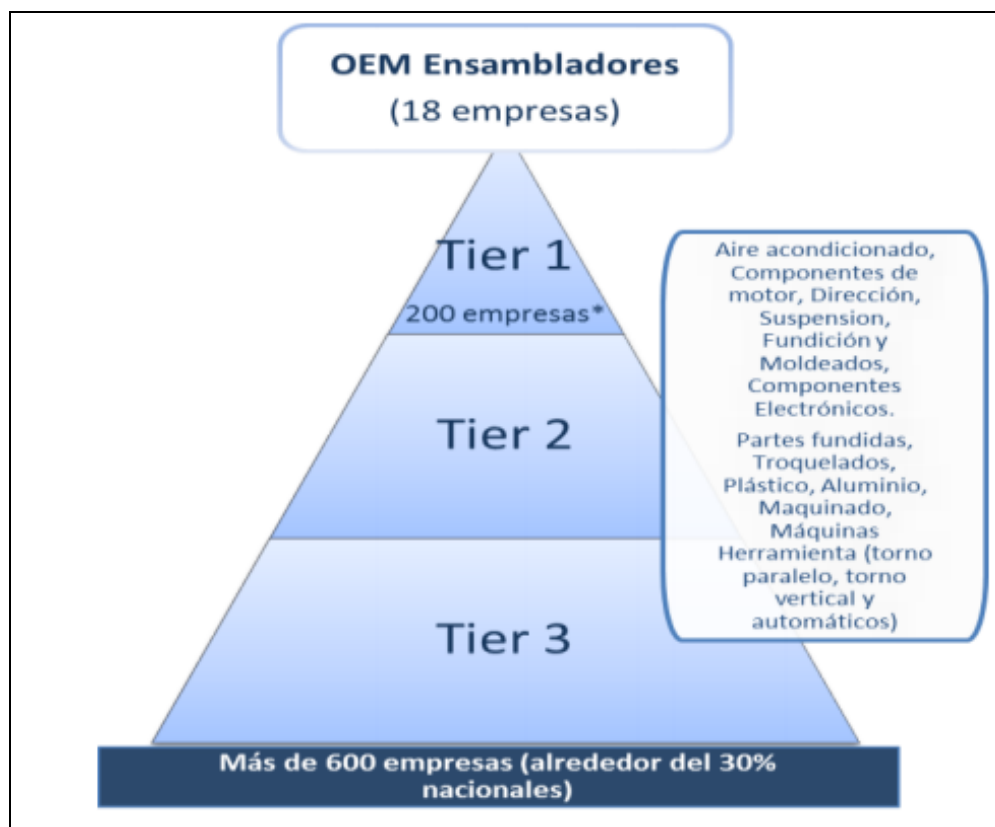 OEM Ensambladores
(18 empresas)
Tier 1
200 empresas*
Tier 2
Tier 3
Aire acondicionado,
Componentes de
motor, Dirección,
Suspension,
Fundición y
Moldeados,
Componentes
Electrónicos.
Partes fundidas,
Troquelados,
Plástico, Aluminio,
Maquinado,
Máquinas
Herramienta (torno
paralelo, torno
vertical y
automáticos)
Más de 600 empresas (alrededor del 30%
nacionales)